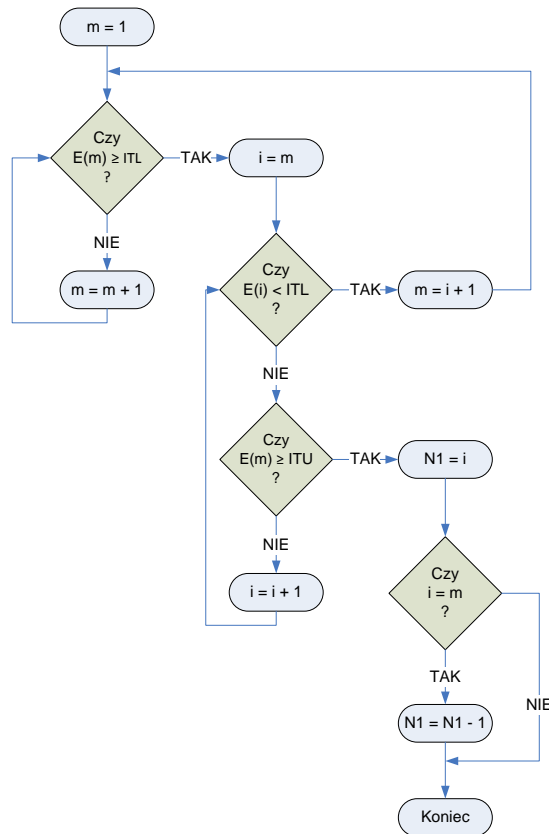 m = 1
Czy
E(m) ≥ ITL
?
TAK
i = m
NIE
m = m + 1
Czy
E(i) < ITL
?
TAK
m = i + 1
NIE
Czy
E(m) ≥ ITU
?
TAK
N1 = i
NIE
i = i + 1
Czy
i = m
?
TAK
NIE
N1 = N1 - 1
Koniec